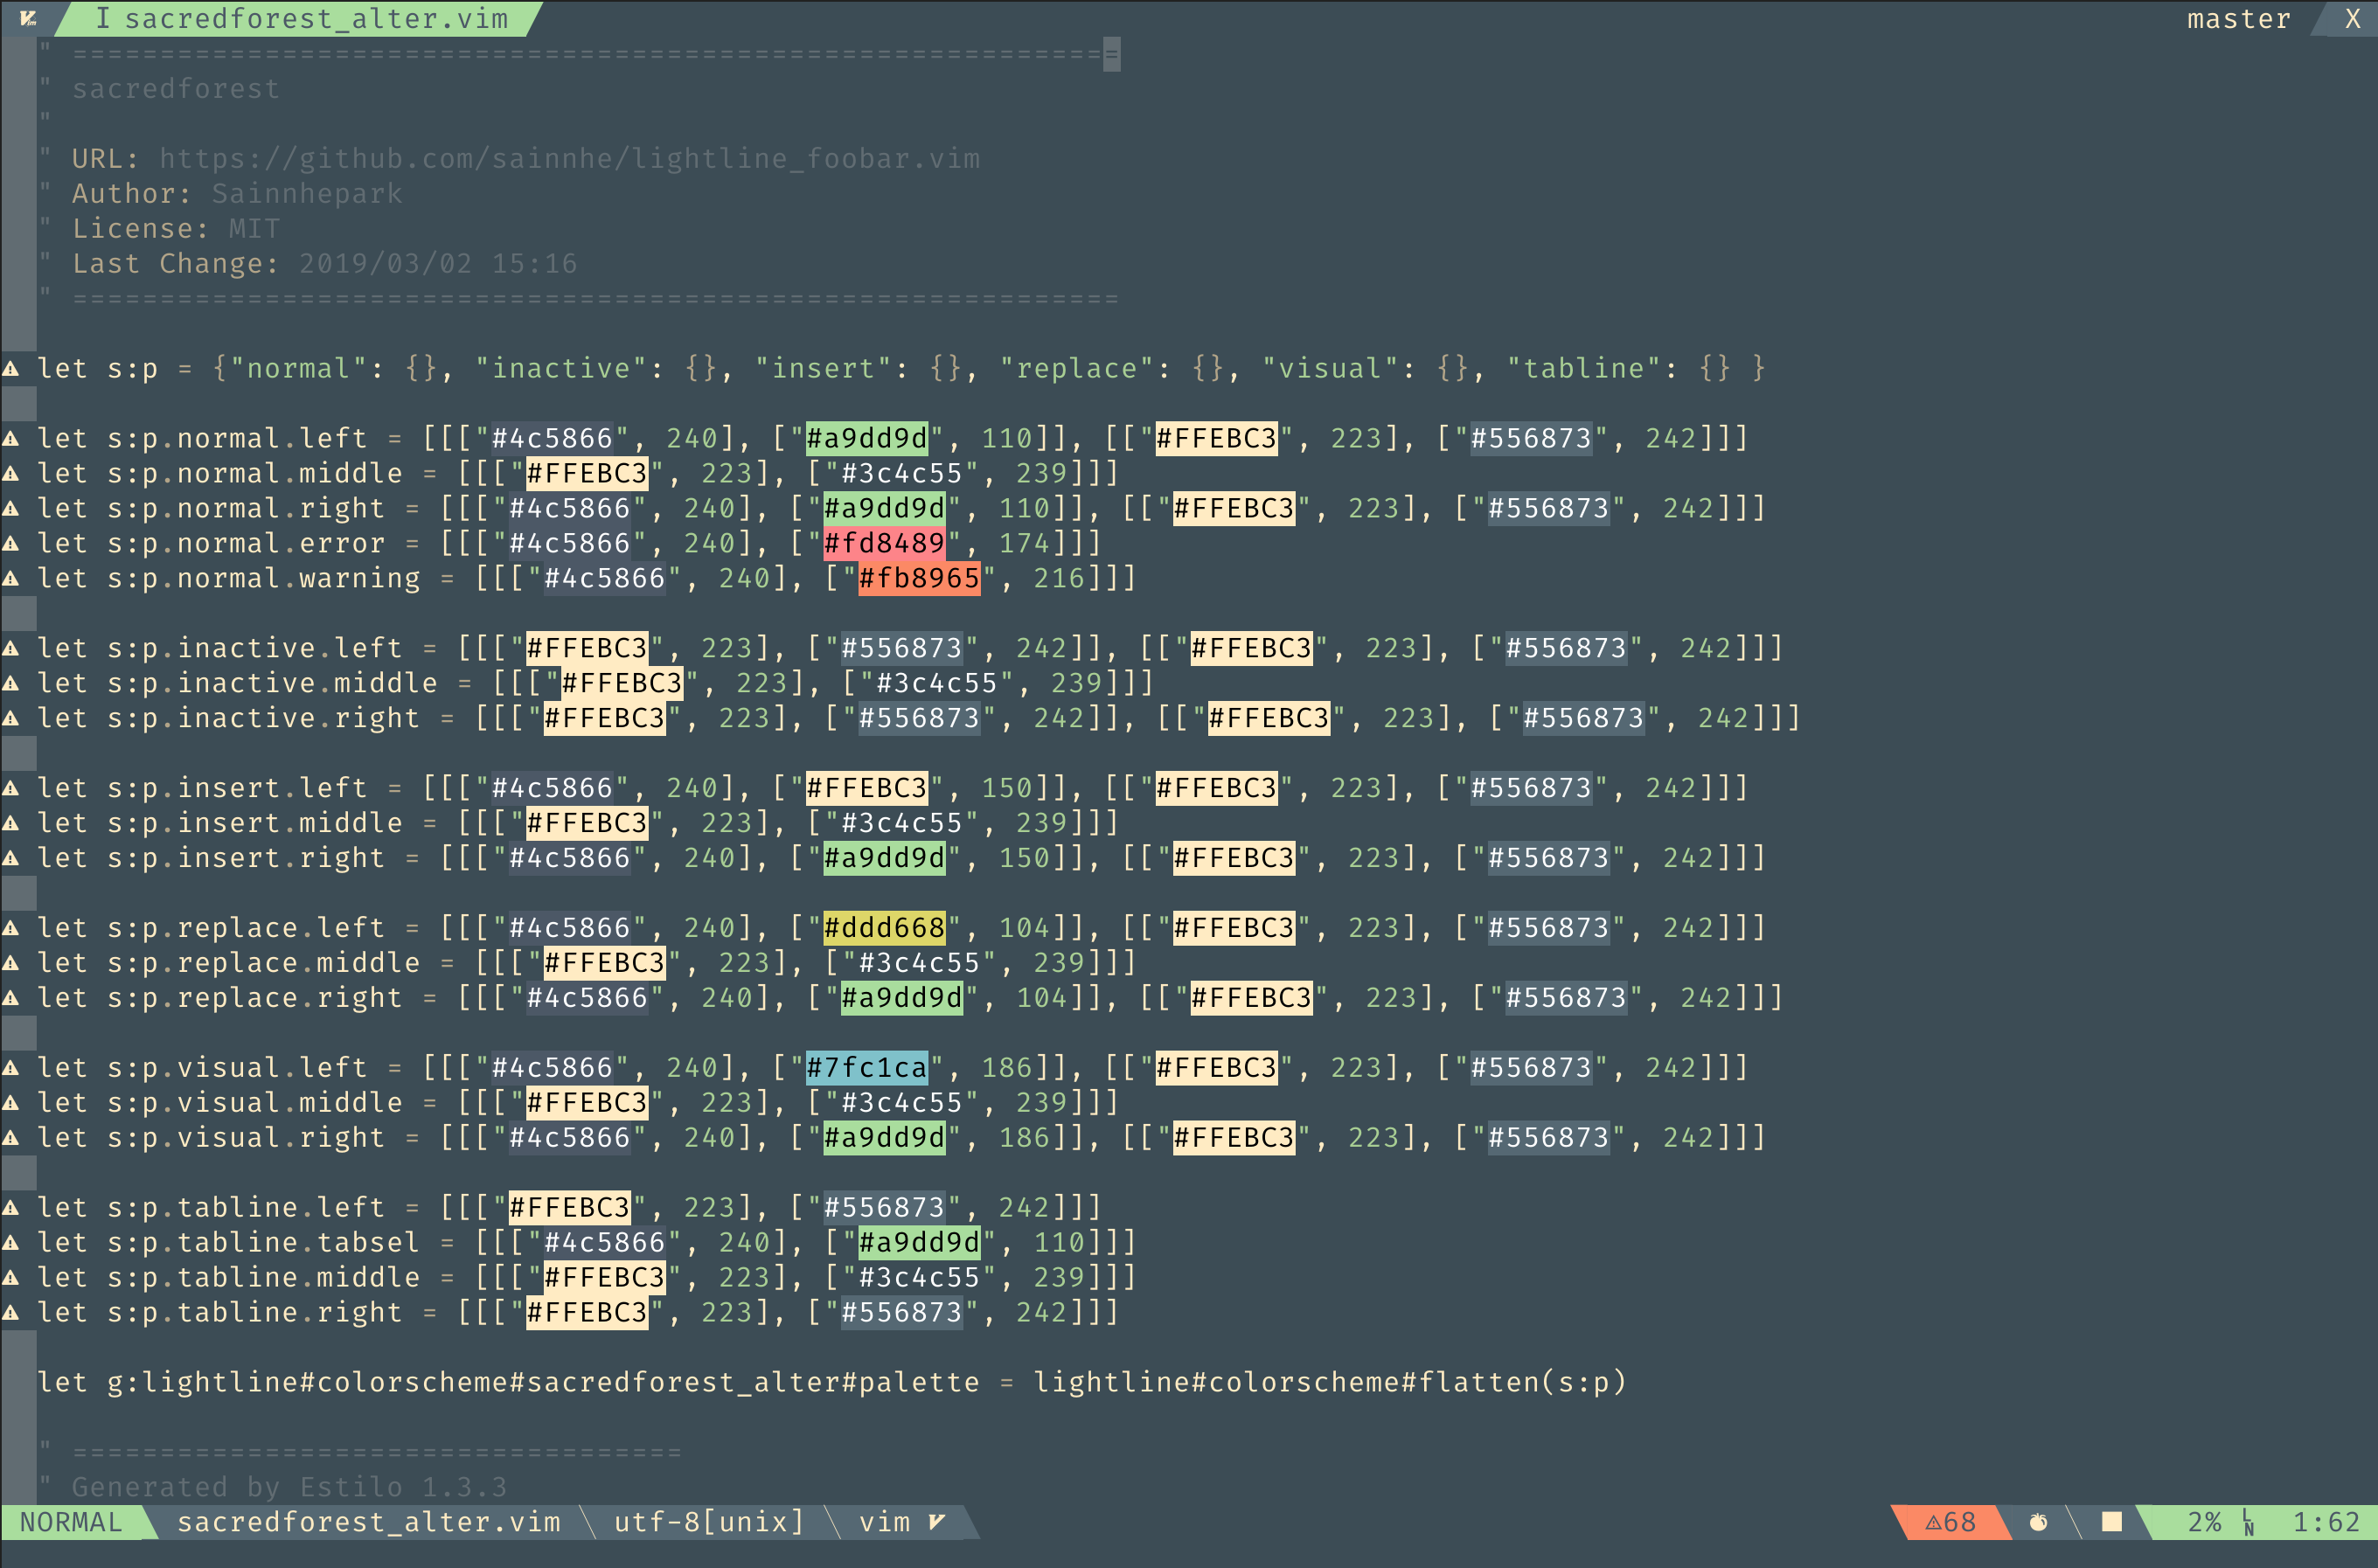 I sacredforest_alter.vim master X
" ============================================================
" sacredforest
"
" URL: https://github.com/sainnhe/lightline_foobar.vim
" Author: Sainnhepark
" License: MIT
" Last Change: 2019/03/02 15:16
" ============================================================
let s:p = {"normal": {}, "inactive": {}, "insert": {}, "replace": {}, "visual": {}, "tabline": {} }
let s:p.normal.left = [[["#4c5866", 240], ["#a9dd9d", 110]], [["#FFEBC3", 223], ["#556873", 242]]]
let s:p.normal.middle = [[["#FFEBC3", 223], ["#3c4c55", 239]]]
let s:p.normal.right = [[["#4c5866", 240], ["#a9dd9d", 110]], [["#FFEBC3", 223], ["#556873", 242]]]
let s:p.normal.error = [[["#4c5866", 240], ["#fd8489", 174]]]
let s:p.normal.warning = [[["#4c5866", 240], ["#fb8965", 216]]]
let s:p.inactive.left = [[["#FFEBC3", 223], ["#556873", 242]], [["#FFEBC3", 223], ["#556873", 242]]]
let s:p.inactive.middle = [[["#FFEBC3", 223], ["#3c4c55", 239]]]
let s:p.inactive.right = [[["#FFEBC3", 223], ["#556873", 242]], [["#FFEBC3", 223], ["#556873", 242]]]
let s:p.insert.left = [[["#4c5866", 240], ["#FFEBC3", 150]], [["#FFEBC3", 223], ["#556873", 242]]]
let s:p.insert.middle = [[["#FFEBC3", 223], ["#3c4c55", 239]]]
let s:p.insert.right = [[["#4c5866", 240], ["#a9dd9d", 150]], [["#FFEBC3", 223], ["#556873", 242]]]
let s:p.replace.left = [[["#4c5866", 240], ["#ddd668", 104]], [["#FFEBC3", 223], ["#556873", 242]]]
let s:p.replace.middle = [[["#FFEBC3", 223], ["#3c4c55", 239]]]
let s:p.replace.right = [[["#4c5866", 240], ["#a9dd9d", 104]], [["#FFEBC3", 223], ["#556873", 242]]]
let s:p.visual.left = [[["#4c5866", 240], ["#7fc1ca", 186]], [["#FFEBC3", 223], ["#556873", 242]]]
let s:p.visual.middle = [[["#FFEBC3", 223], ["#3c4c55", 239]]]
let s:p.visual.right = [[["#4c5866", 240], ["#a9dd9d", 186]], [["#FFEBC3", 223], ["#556873", 242]]]
let s:p.tabline.left = [[["#FFEBC3", 223], ["#556873", 242]]]
let s:p.tabline.tabsel = [[["#4c5866", 240], ["#a9dd9d", 110]]]
let s:p.tabline.middle = [[["#FFEBC3", 223], ["#3c4c55", 239]]]
let s:p.tabline.right = [[["#FFEBC3", 223], ["#556873", 242]]]
let g:lightline#colorscheme#sacredforest_alter#palette = lightline#colorscheme#flatten(s:p)
" ===================================
" Generated by Estilo 1.3.3
NORMAL sacredforest_alter.vim utf-8[unix] vim ⚠68 2% LN 1:62